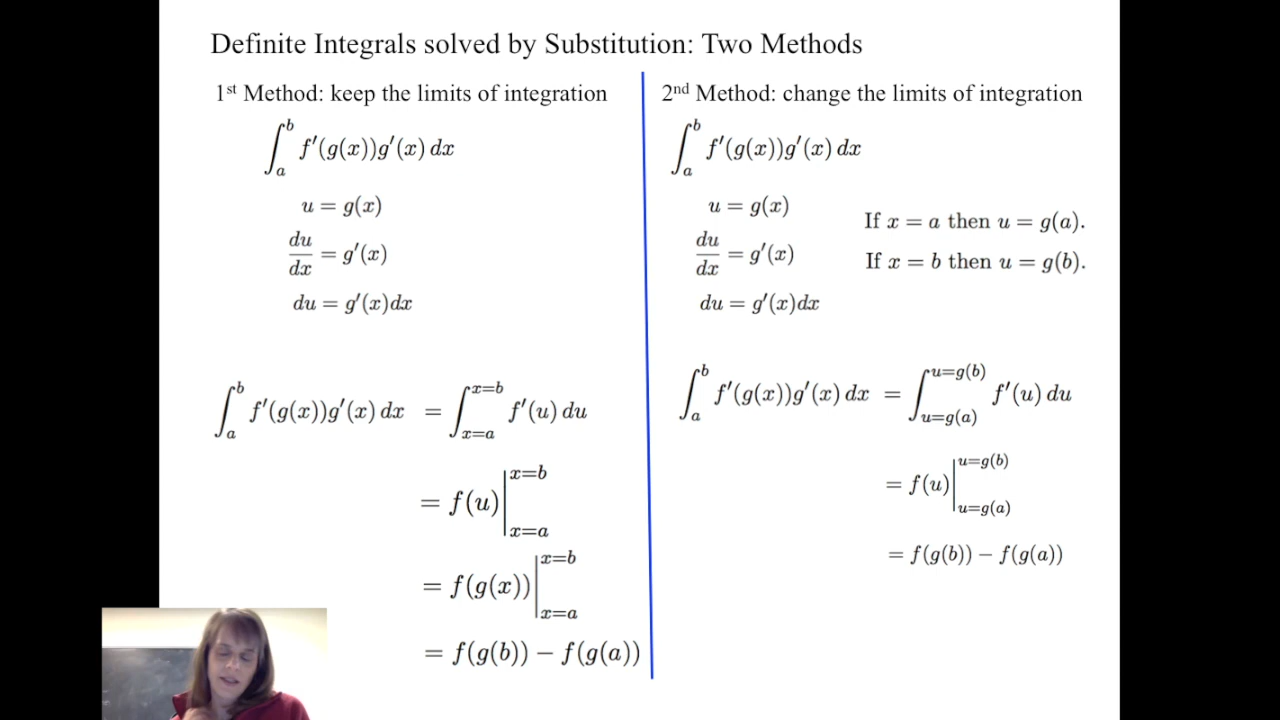 Definite Integrals solved by Substitution: Two Methods
1st Method: keep the limits of integration
∫_a^b f′(g(x))g′(x) dx
u = g(x)
du/dx = g′(x)
du = g′(x)dx
∫_a^b f′(g(x))g′(x) dx = ∫_{x=a}^{x=b} f′(u) du
= f(u)|_{x=a}^{x=b}
= f(g(x))|_{x=a}^{x=b}
= f(g(b)) − f(g(a))
2nd Method: change the limits of integration
∫_a^b f′(g(x))g′(x) dx
u = g(x)
du/dx = g′(x)
du = g′(x)dx
If x = a then u = g(a).
If x = b then u = g(b).
∫_a^b f′(g(x))g′(x) dx = ∫_{u=g(a)}^{u=g(b)} f′(u) du
= f(u)|_{u=g(a)}^{u=g(b)}
= f(g(b)) − f(g(a))